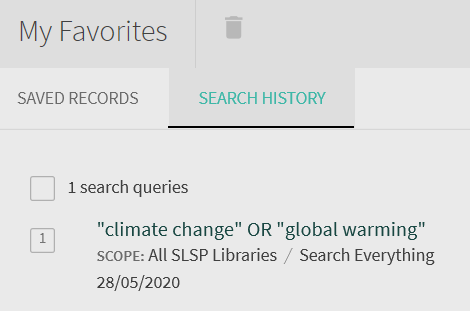 My Favorites
SAVED RECORDS SEARCH HISTORY
1 search queries
1 "climate change" OR "global warming"
SCOPE: All SLSP Libraries / Search Everything
28/05/2020